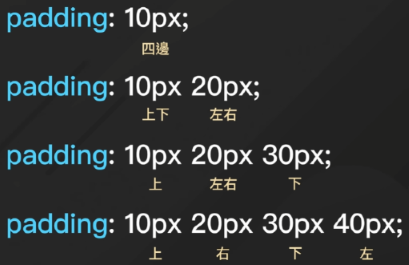 padding: 10px;
四邊
padding: 10px 20px;
上下 左右
padding: 10px 20px 30px;
上 左右 下
padding: 10px 20px 30px 40px;
上 右 下 左